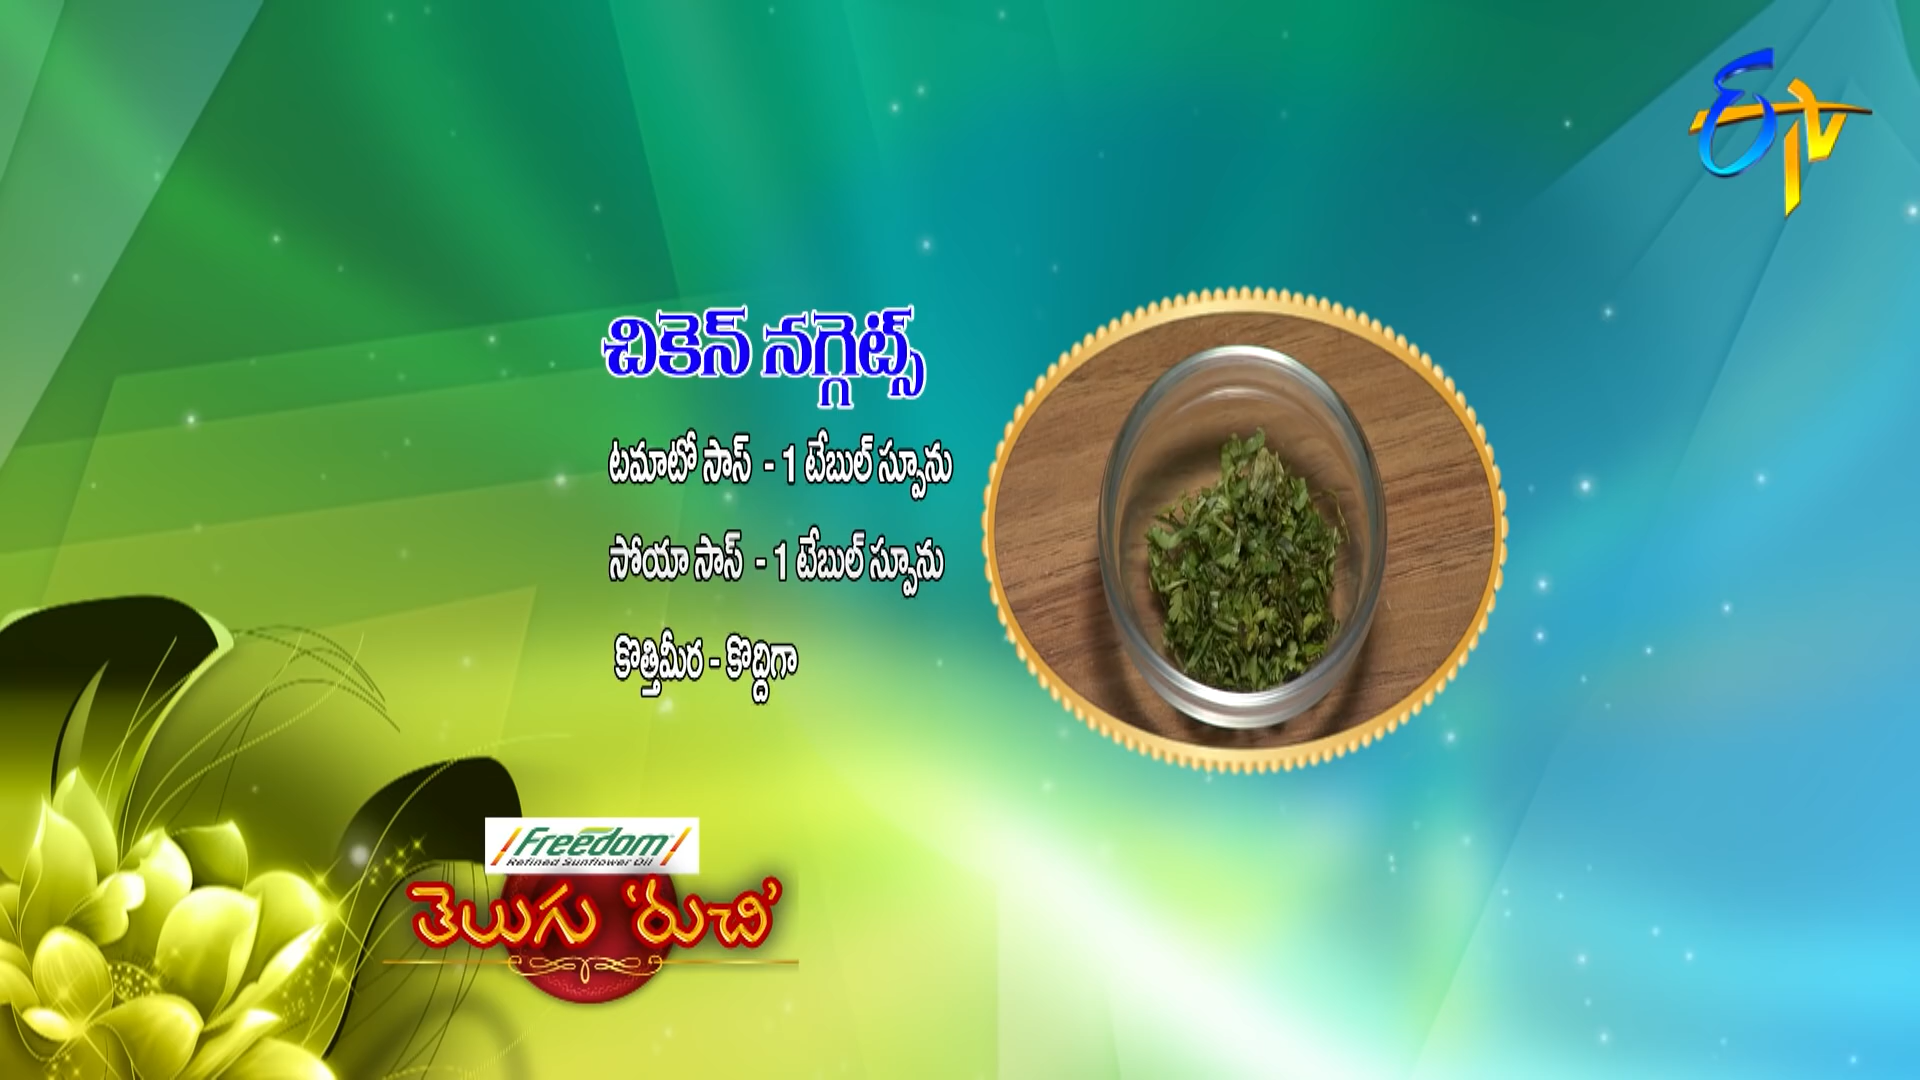 ETV
చికెన్ నగ్గెట్స్
టమాటో సాస్ - 1 టేబుల్ స్పూను
సోయా సాస్ - 1 టేబుల్ స్పూను
కొత్తిమీర - కొద్దిగా
Freedom
Refined Sunflower Oil
తెలుగు 'రుచి'